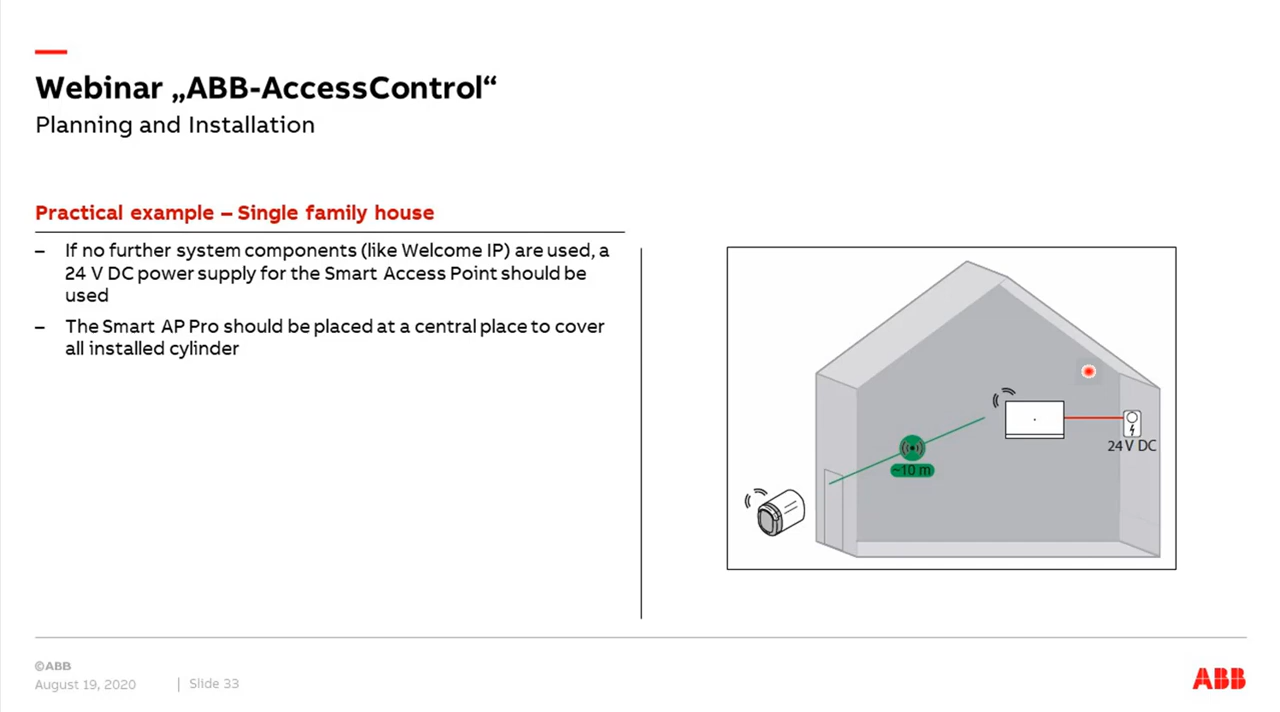 Webinar „ABB-AccessControl“
Planning and Installation
Practical example – Single family house
– If no further system components (like Welcome IP) are used, a
24 V DC power supply for the Smart Access Point should be
used
– The Smart AP Pro should be placed at a central place to cover
all installed cylinder
~10 m
24 V DC
©ABB
August 19, 2020 | Slide 33
ABB